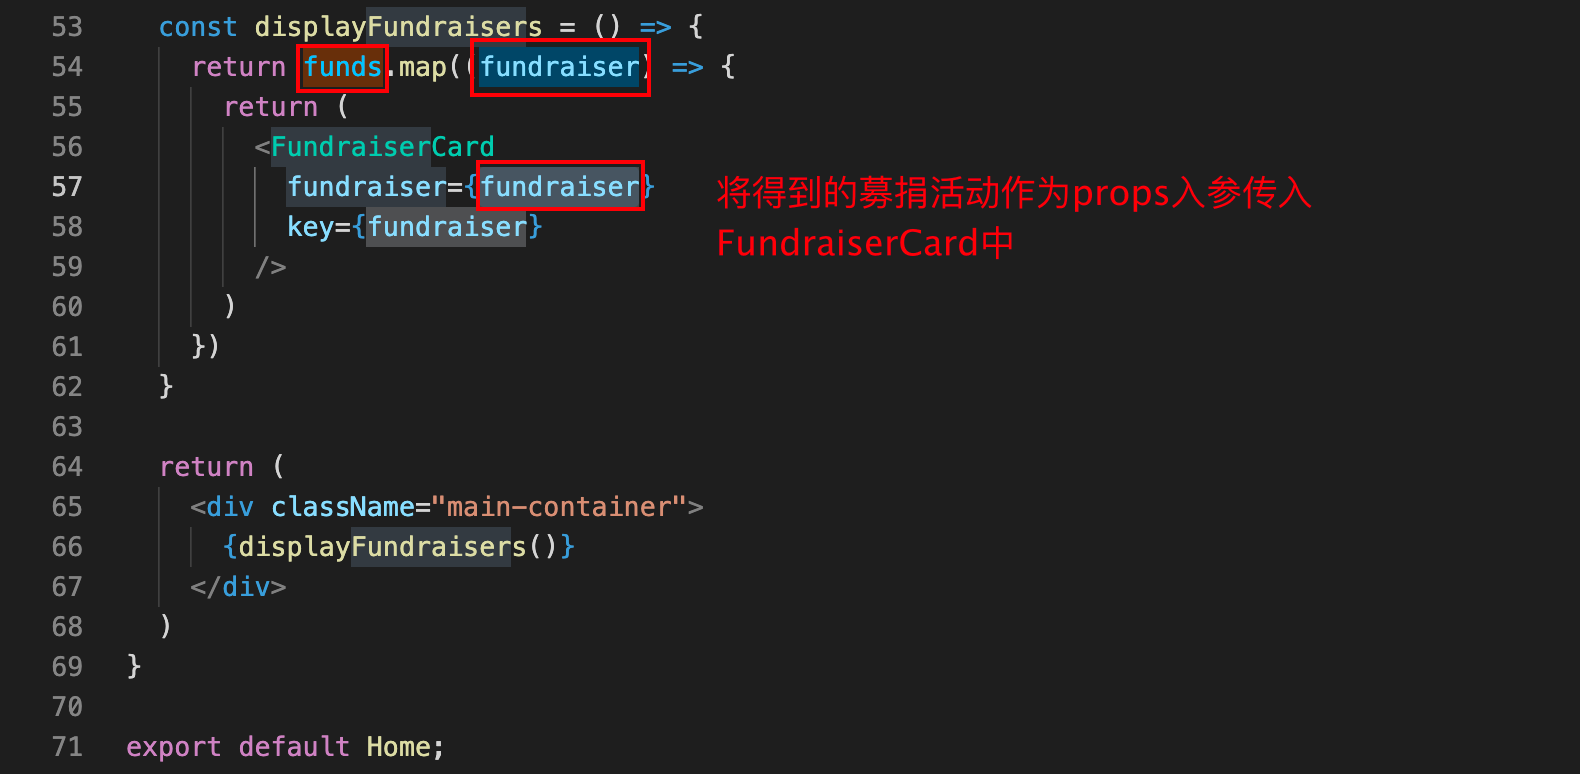 53 const displayFundraisers = () => {
54 return funds.map((fundraiser) => {
55 return (
56 <FundraiserCard
57 fundraiser={fundraiser}
将得到的募捐活动作为props入参传入
58 key={fundraiser}
FundraiserCard中
59 />
60 )
61 })
62 }
63
64 return (
65 <div className="main-container">
66 {displayFundraisers()}
67 </div>
68 )
69 }
70
71 export default Home;